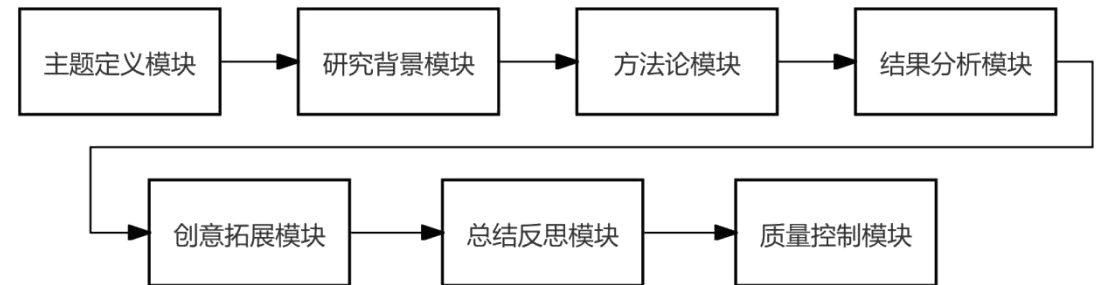 主题定义模块
研究背景模块
方法论模块
结果分析模块
创意拓展模块
总结反思模块
质量控制模块